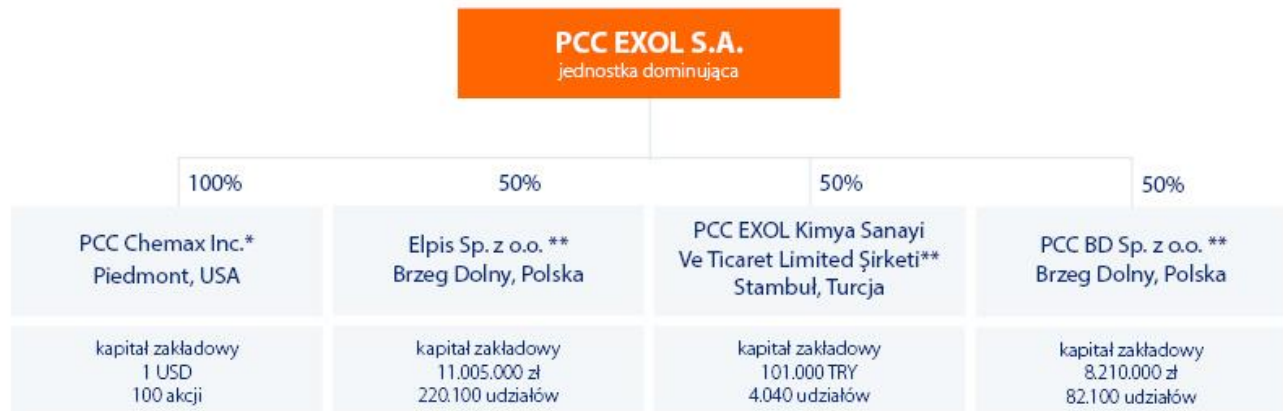 PCC EXOL S.A.
jednostka dominująca
100%
50%
50%
50%
PCC Chemax Inc.*
Piedmont, USA
Elpis Sp. z o.o. **
Brzeg Dolny, Polska
PCC EXOL Kimya Sanayi
Ve Ticaret Limited Şirketi**
Stambuł, Turcja
PCC BD Sp. z o.o. **
Brzeg Dolny, Polska
kapitał zakładowy
1 USD
100 akcji
kapitał zakładowy
11.005.000 zł
220.100 udziałów
kapitał zakładowy
101.000 TRY
4.040 udziałów
kapitał zakładowy
8.210.000 zł
82.100 udziałów